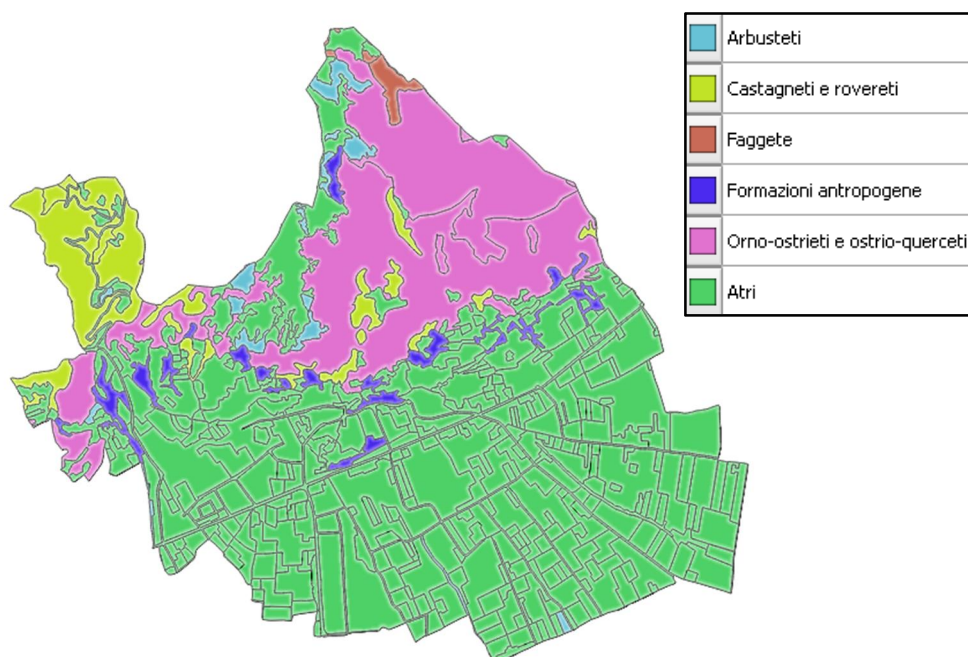 Arbusteti
Castagneti e rovereti
Faggete
Formazioni antropogene
Orno-ostrieti e ostrio-querceti
Atri